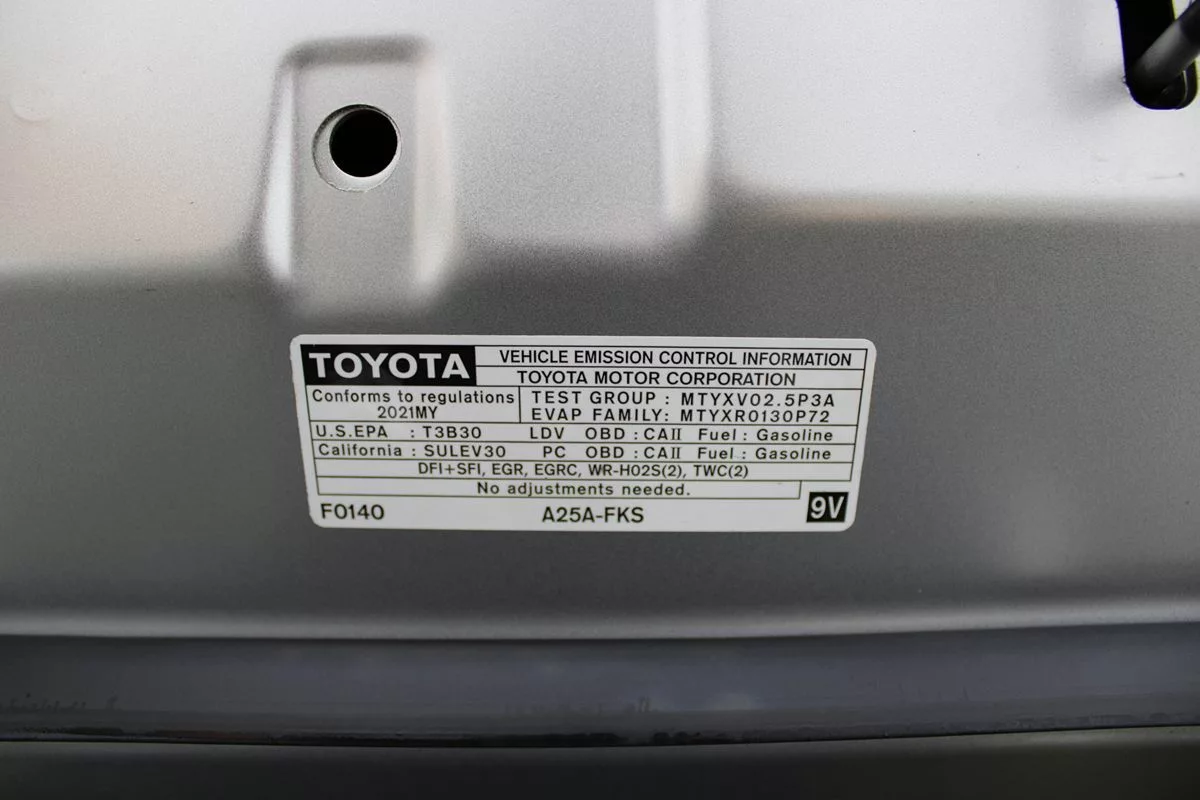 TOYOTA VEHICLE EMISSION CONTROL INFORMATION
TOYOTA MOTOR CORPORATION
Conforms to regulations TEST GROUP : MTYXV02.5P3A
2021MY EVAP FAMILY: MTYXR0130P72
U.S.EPA : T3B30 LDV OBD : CAII Fuel : Gasoline
California : SULEV30 PC OBD : CAII Fuel : Gasoline
DFI+SFI, EGR, EGRC, WR-HO2S(2), TWC(2)
No adjustments needed.
F0140 A25A-FKS 9V